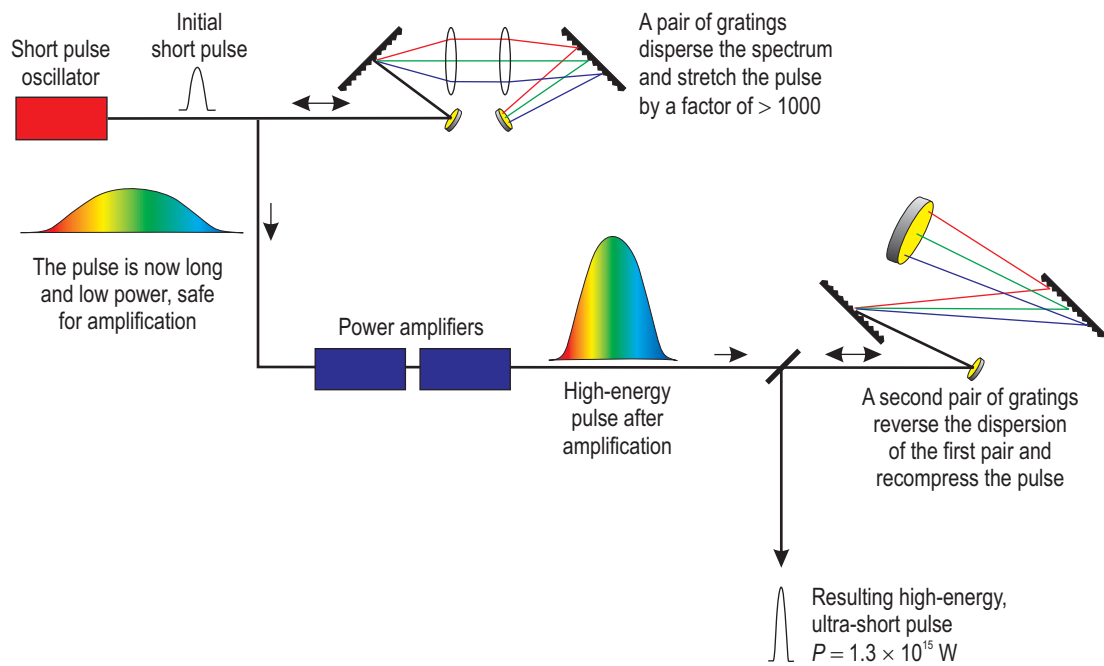 Short pulse
oscillator
Initial
short pulse
A pair of gratings
disperse the spectrum
and stretch the pulse
by a factor of > 1000
The pulse is now long
and low power, safe
for amplification
Power amplifiers
High-energy
pulse after
amplification
A second pair of gratings
reverse the dispersion
of the first pair and
recompress the pulse
Resulting high-energy,
ultra-short pulse
P = 1.3 × 10¹⁵ W